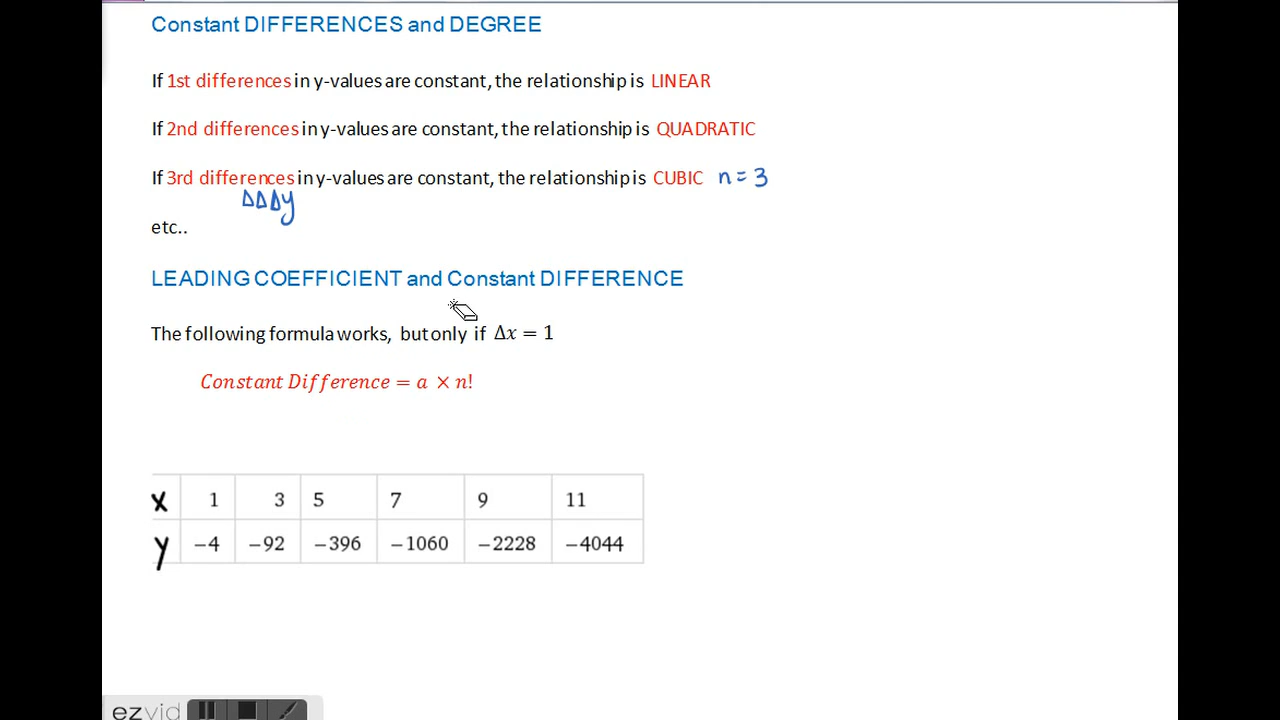 Constant DIFFERENCES and DEGREE
If 1st differences in y-values are constant, the relationship is LINEAR
If 2nd differences in y-values are constant, the relationship is QUADRATIC
If 3rd differences in y-values are constant, the relationship is CUBIC n = 3
ΔΔΔy
etc..
LEADING COEFFICIENT and Constant DIFFERENCE
The following formula works, but only if Δx = 1
Constant Difference = a × n!
x 1 3 5 7 9 11
y −4 −92 −396 −1060 −2228 −4044
ezvid